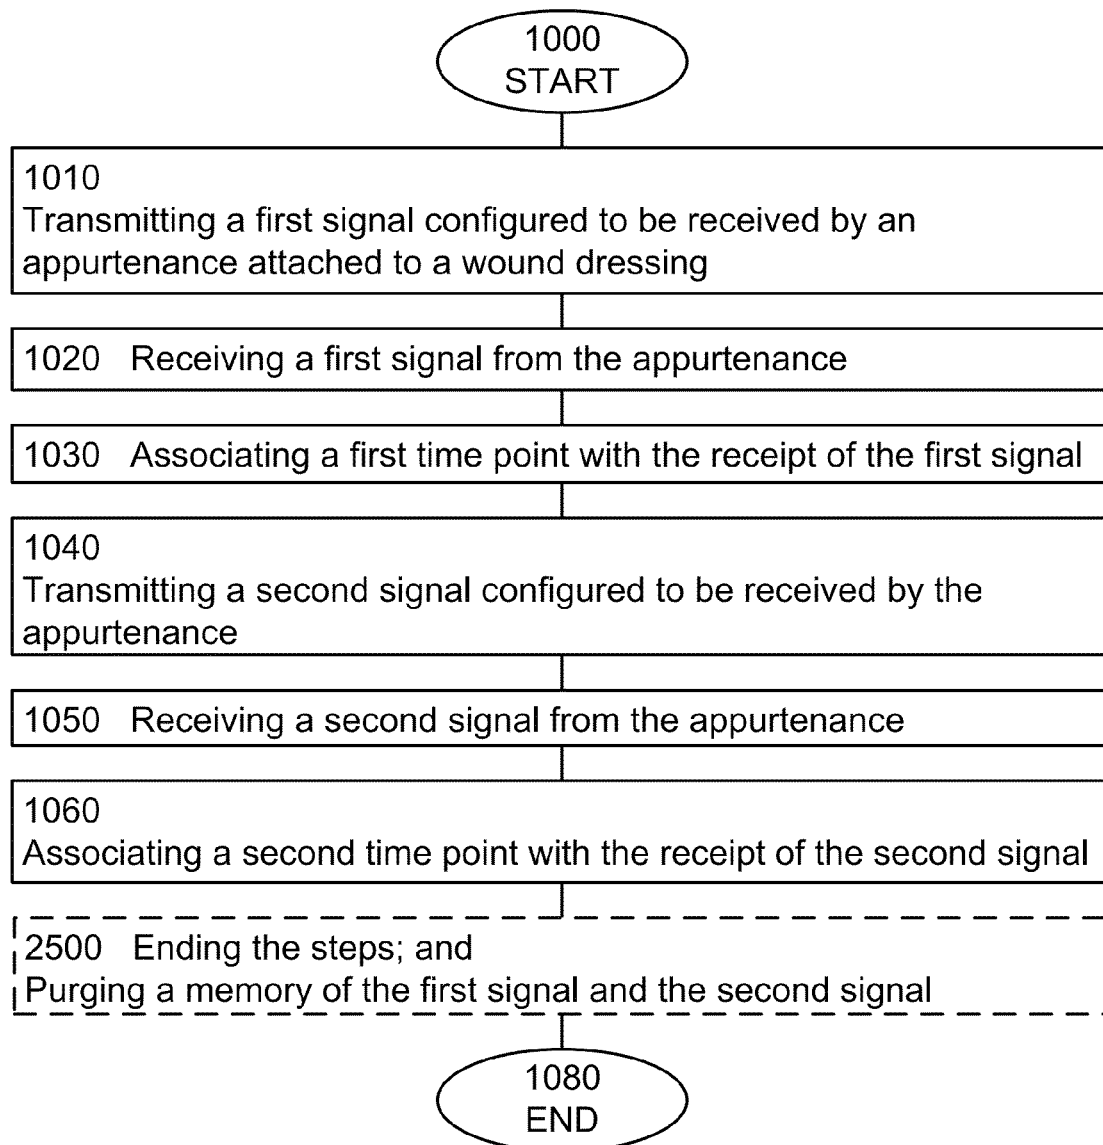 1000
START
1010
Transmitting a first signal configured to be received by an
appurtenance attached to a wound dressing
1020 Receiving a first signal from the appurtenance
1030 Associating a first time point with the receipt of the first signal
1040
Transmitting a second signal configured to be received by the
appurtenance
1050 Receiving a second signal from the appurtenance
1060
Associating a second time point with the receipt of the second signal
2500 Ending the steps; and
Purging a memory of the first signal and the second signal
1080
END